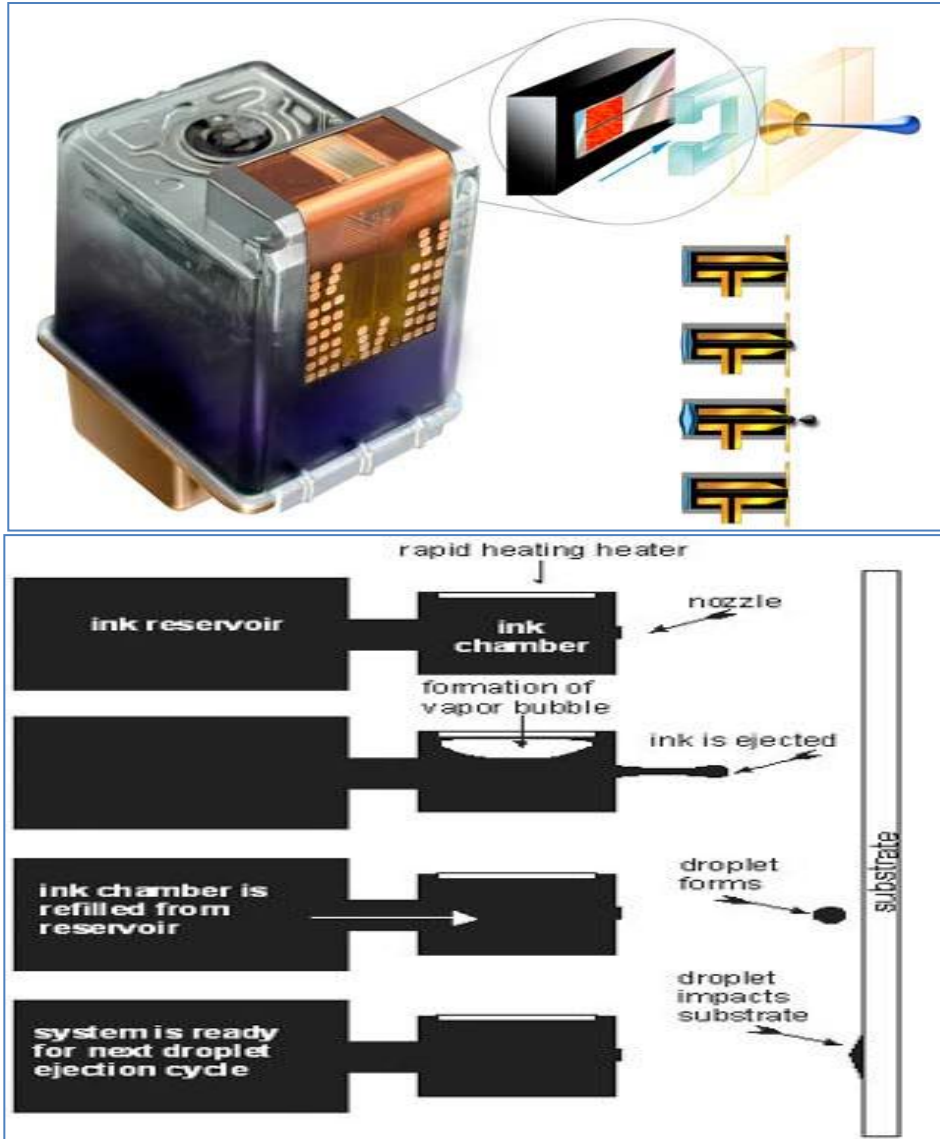 rapid heating heater
ink reservoir
ink
chamber
nozzle
formation of
vapor bubble
ink is ejected
ink chamber is
refilled from
reservoir
droplet
forms
substrate
system is ready
for next droplet
ejection cycle
droplet
impacts
substrate